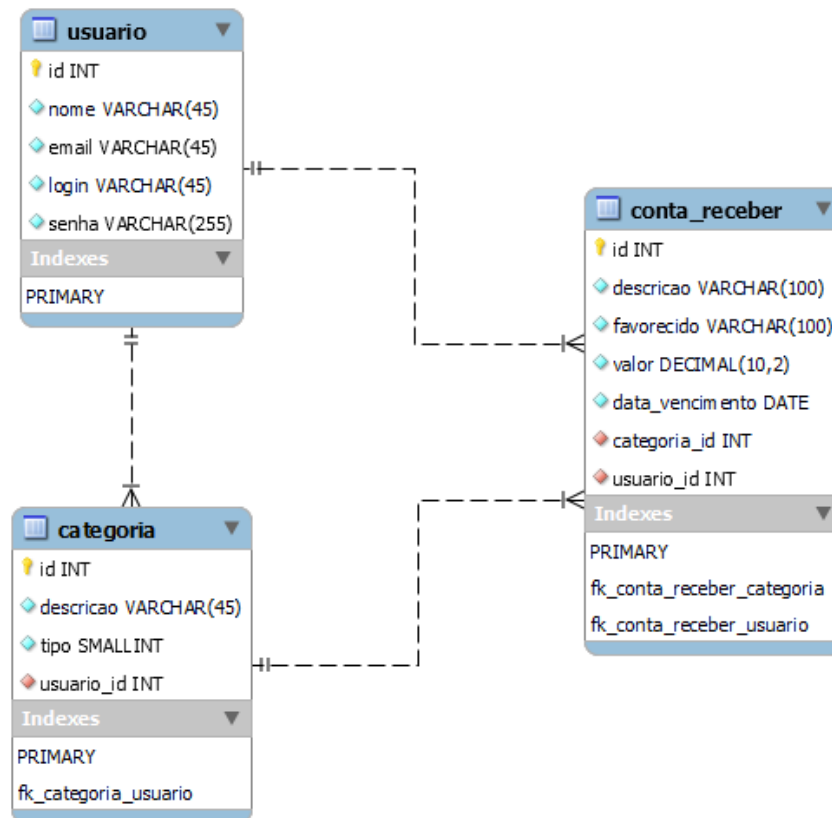 usuario
id INT
nome VARCHAR(45)
email VARCHAR(45)
login VARCHAR(45)
senha VARCHAR(255)
Indexes
PRIMARY
conta_receber
id INT
descricao VARCHAR(100)
favorecido VARCHAR(100)
valor DECIMAL(10,2)
data_vencimento DATE
categoria_id INT
usuario_id INT
Indexes
PRIMARY
fk_conta_receber_categoria
fk_conta_receber_usuario
categoria
id INT
descricao VARCHAR(45)
tipo SMALLINT
usuario_id INT
Indexes
PRIMARY
fk_categoria_usuario